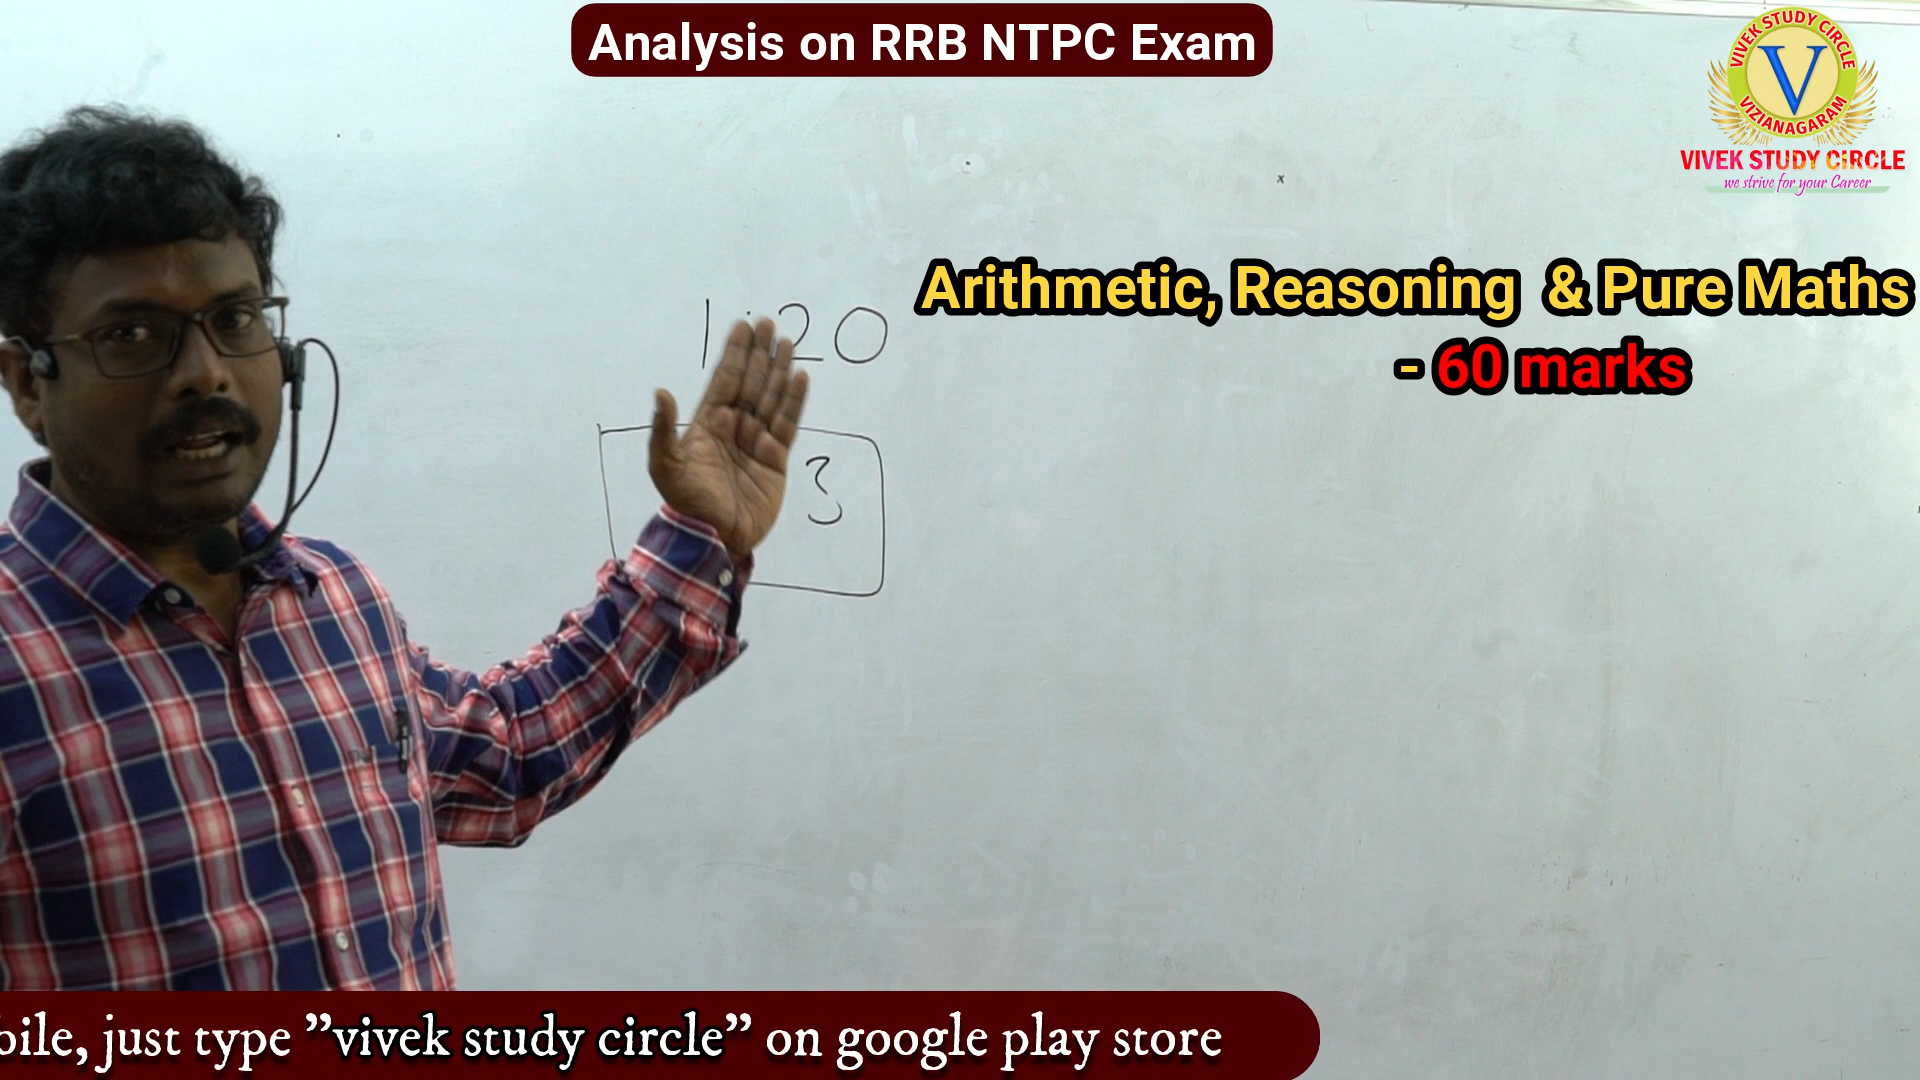 Analysis on RRB NTPC Exam
VIVEK STUDY CIRCLE
V
VIZIANAGARAM
VIVEK STUDY CIRCLE
we strive for your Career
Arithmetic, Reasoning & Pure Maths
- 60 marks
1:20
3
just type "vivek study circle" on google play store